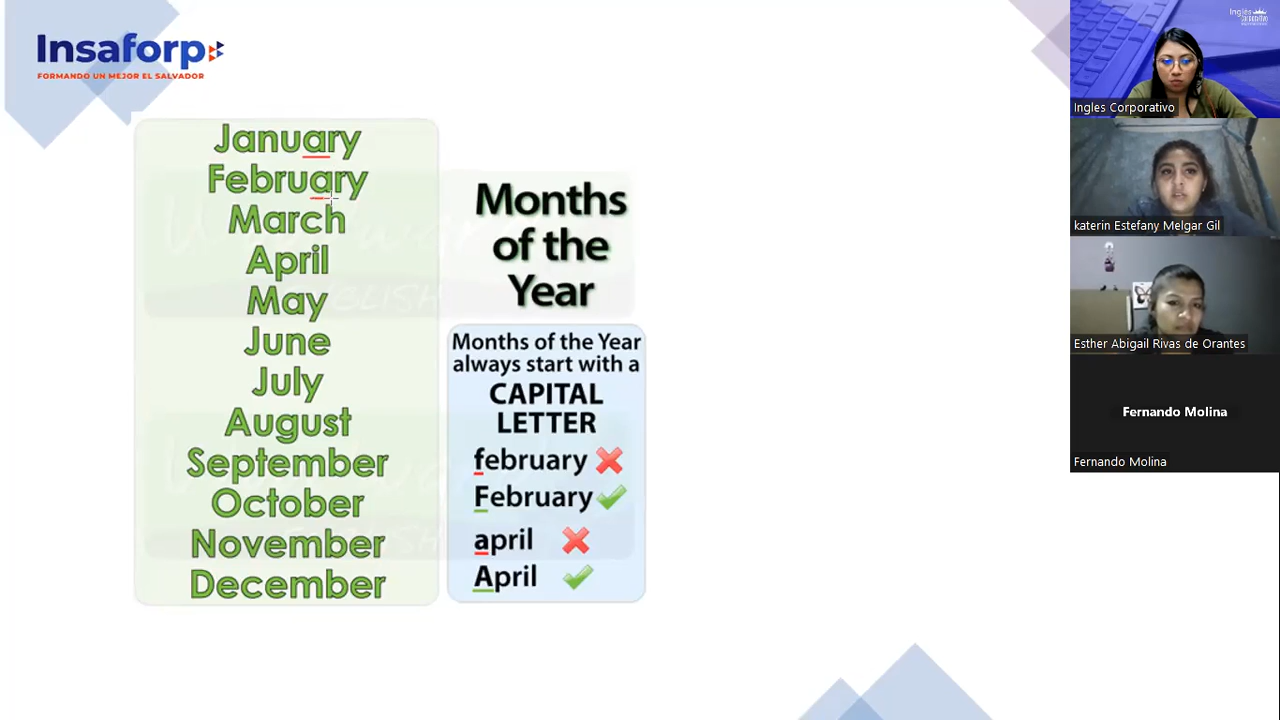 Insaforp
FORMANDO UN MEJOR EL SALVADOR
January
February
March
April
May
June
July
August
September
October
November
December
Months
of the
Year
Months of the Year
always start with a
CAPITAL
LETTER
february
February
april
April
Inglés
Ingles Corporativo
katerin Estefany Melgar Gil
Esther Abigail Rivas de Orantes
Fernando Molina
Fernando Molina